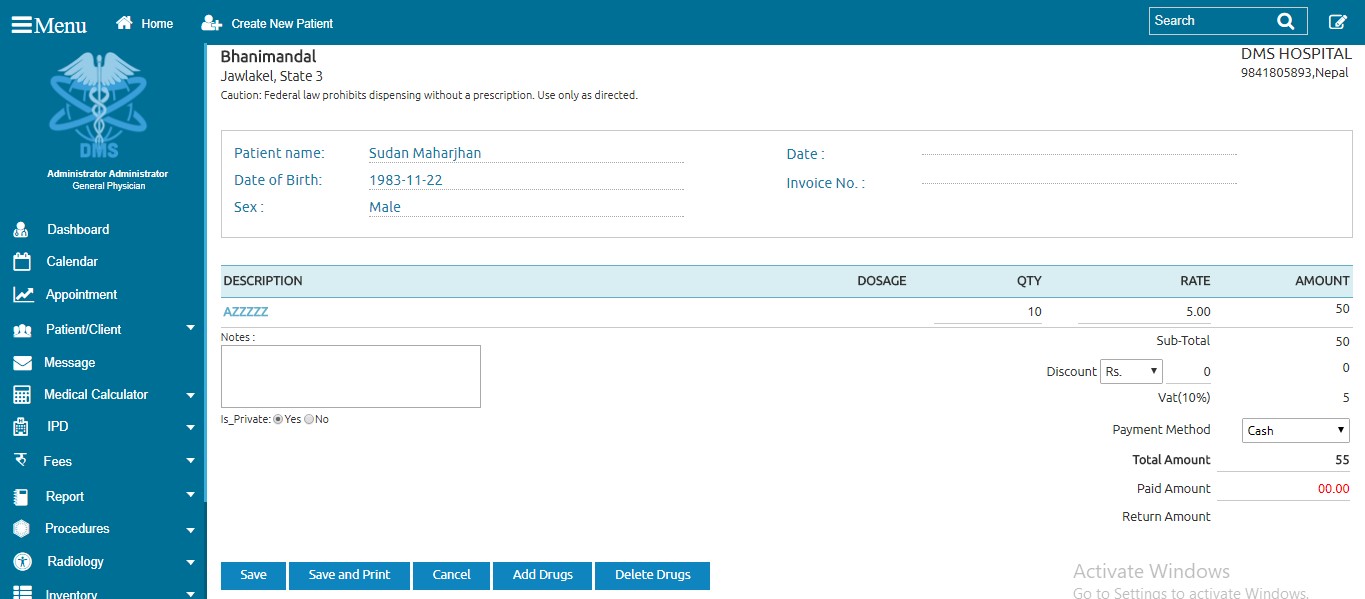 Menu Home Create New Patient Search
DMS
Administrator Administrator
General Physician
Dashboard
Calendar
Appointment
Patient/Client
Message
Medical Calculator
IPD
Fees
Report
Procedures
Radiology
Inventory
Bhanimandal
Jawlakel, State 3
Caution: Federal law prohibits dispensing without a prescription. Use only as directed.
DMS HOSPITAL
9841805893,Nepal
Patient name: Sudan Maharjhan
Date of Birth: 1983-11-22
Sex : Male
Date :
Invoice No. :
DESCRIPTION DOSAGE QTY RATE AMOUNT
AZZZZZ 10 5.00 50
Notes :
Is_Private: Yes No
Sub-Total 50
Discount Rs. 0 0
Vat(10%) 5
Payment Method Cash
Total Amount 55
Paid Amount 00.00
Return Amount
Save Save and Print Cancel Add Drugs Delete Drugs
Activate Windows
Go to Settings to activate Windows.